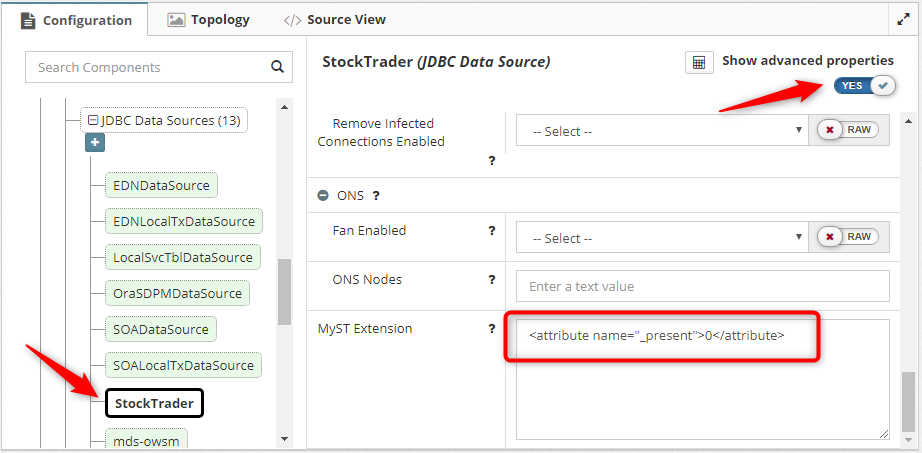 Configuration
Topology
</> Source View
Search Components
JDBC Data Sources (13)
EDNDataSource
EDNLocalTxDataSource
LocalSvcTblDataSource
OraSDPMDataSource
SOADataSource
SOALocalTxDataSource
StockTrader
mds-owsm
StockTrader (JDBC Data Source)
Show advanced properties
YES
Remove Infected
Connections Enabled
?
-- Select --
RAW
ONS ?
Fan Enabled ?
-- Select --
RAW
ONS Nodes ?
Enter a text value
MyST Extension ?
<attribute name="_present">0</attribute>